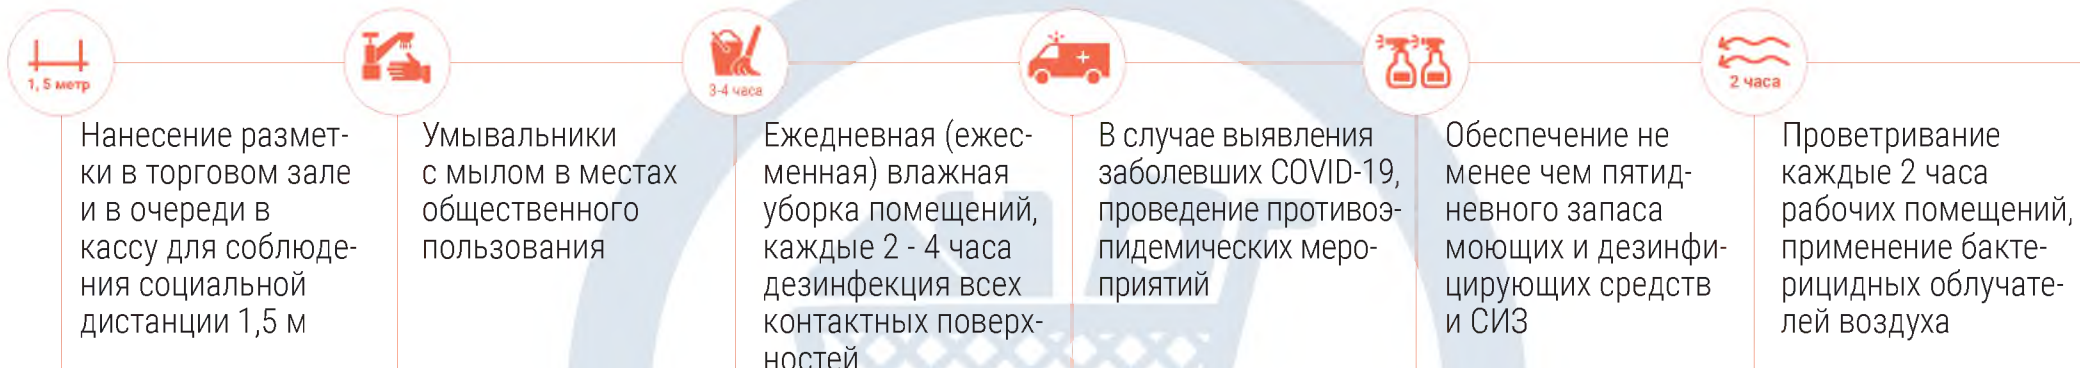 1, 5 метр
Нанесение размет-
ки в торговом зале
и в очереди в
кассу для соблюде-
ния социальной
дистанции 1,5 м
Умывальники
с мылом в местах
общественного
пользования
3-4 часа
Ежедневная (ежес-
менная) влажная
уборка помещений,
каждые 2 - 4 часа
дезинфекция всех
контактных поверх-
ностей
В случае выявления
заболевших COVID-19,
проведение противоэ-
пидемических меро-
приятий
Обеспечение не
менее чем пятид-
невного запаса
моющих и дезинфи-
цирующих средств
и СИЗ
2 часа
Проветривание
каждые 2 часа
рабочих помещений,
применение бакте-
рицидных облучате-
лей воздуха